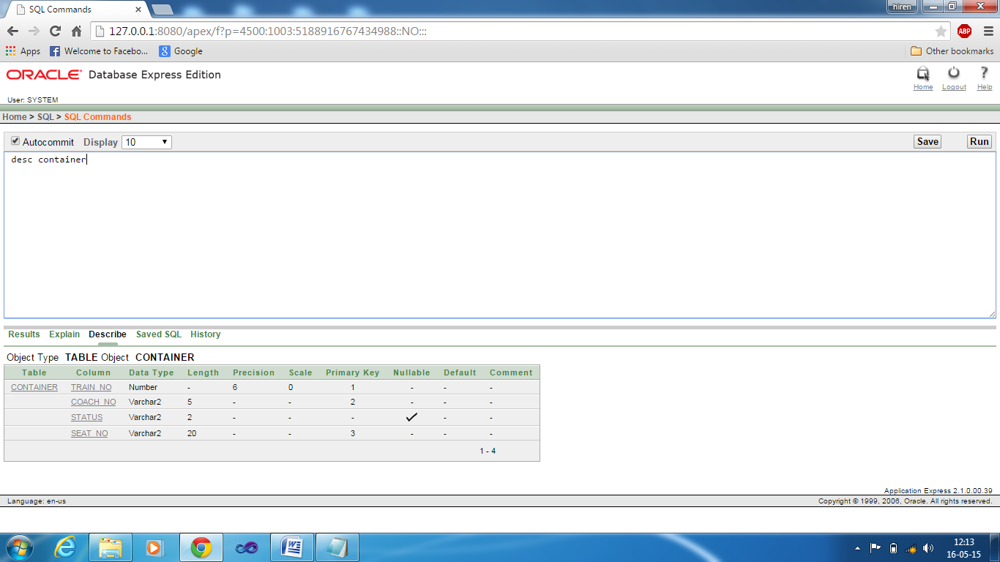 SQL Commands
hiren
127.0.0.1:8080/apex/f?p=4500:1003:5188916767434988::NO:::
ABP
Apps Welcome to Facebo... Google Other bookmarks
ORACLE Database Express Edition
Home Logout Help
User: SYSTEM
Home > SQL > SQL Commands
Autocommit Display 10 Save Run
desc container
Results Explain Describe Saved SQL History
Object Type TABLE Object CONTAINER
Table Column Data Type Length Precision Scale Primary Key Nullable Default Comment
CONTAINER TRAIN_NO Number - 6 0 1 - - -
COACH_NO Varchar2 5 - - 2 - - -
STATUS Varchar2 2 - - - ✓ - -
SEAT_NO Varchar2 20 - - 3 - - -
1 - 4
Application Express 2.1.0.00.39
Language: en-us Copyright © 1999, 2006, Oracle. All rights reserved.
12:13
16-05-15